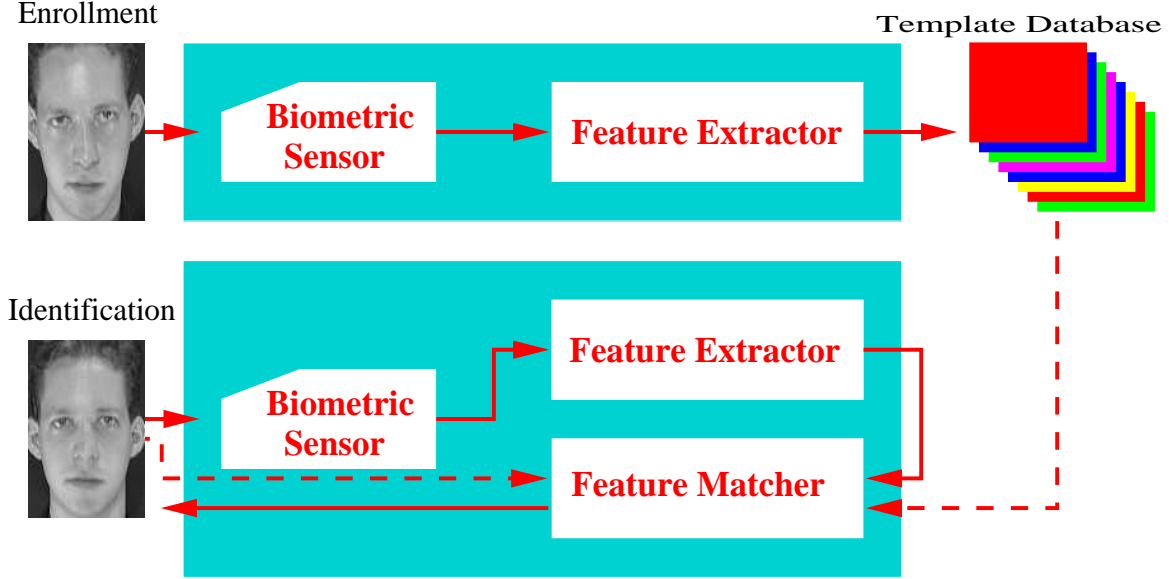 Enrollment
Template Database
Biometric
Sensor
Feature Extractor
Identification
Feature Extractor
Biometric
Sensor
Feature Matcher